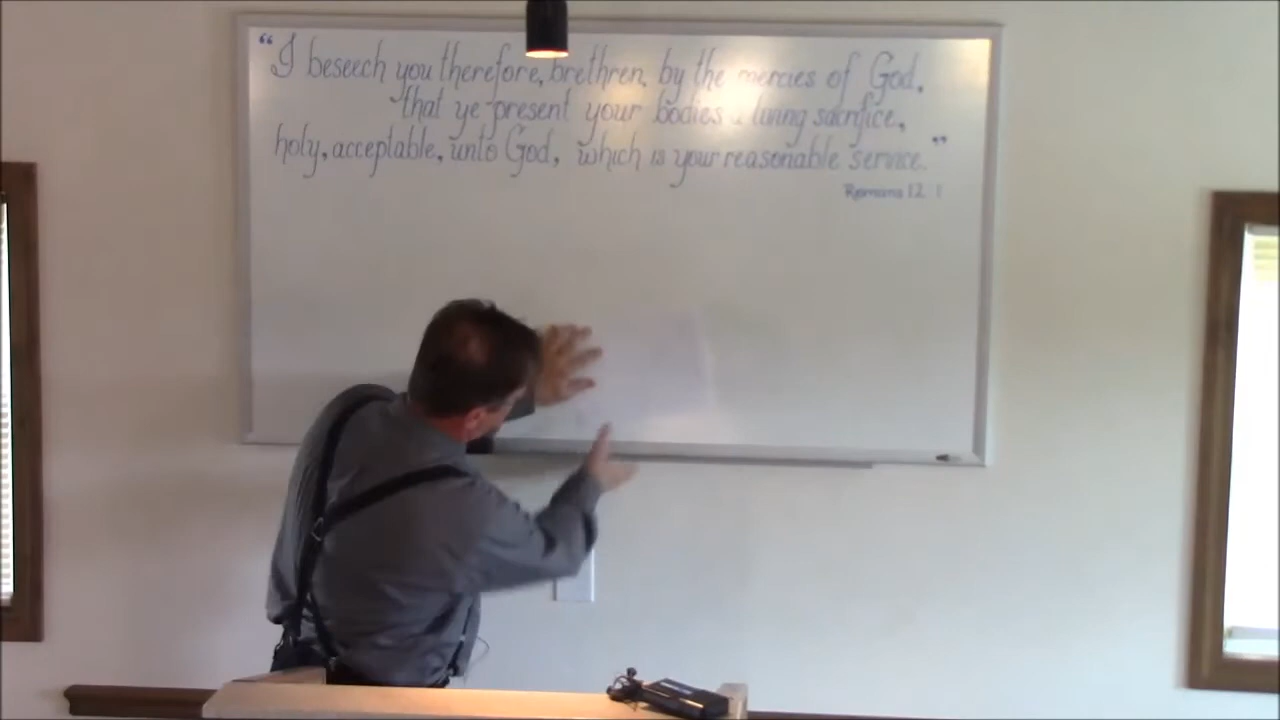 “I beseech you therefore, brethren, by the mercies of God,
that ye present your bodies a living sacrifice,
holy, acceptable, unto God, which is your reasonable service.”
Romans 12 1